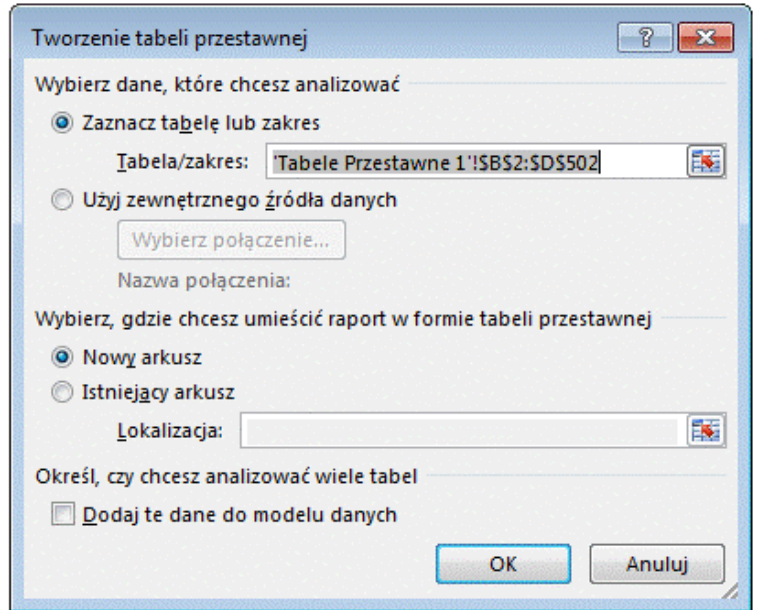 Tworzenie tabeli przestawnej
Wybierz dane, które chcesz analizować
Zaznacz tabelę lub zakres
Tabela/zakres: 'Tabele Przestawne 1'!$B$2:$D$502
Użyj zewnętrznego źródła danych
Wybierz połączenie...
Nazwa połączenia:
Wybierz, gdzie chcesz umieścić raport w formie tabeli przestawnej
Nowy arkusz
Istniejący arkusz
Lokalizacja:
Określ, czy chcesz analizować wiele tabel
Dodaj te dane do modelu danych
OK Anuluj